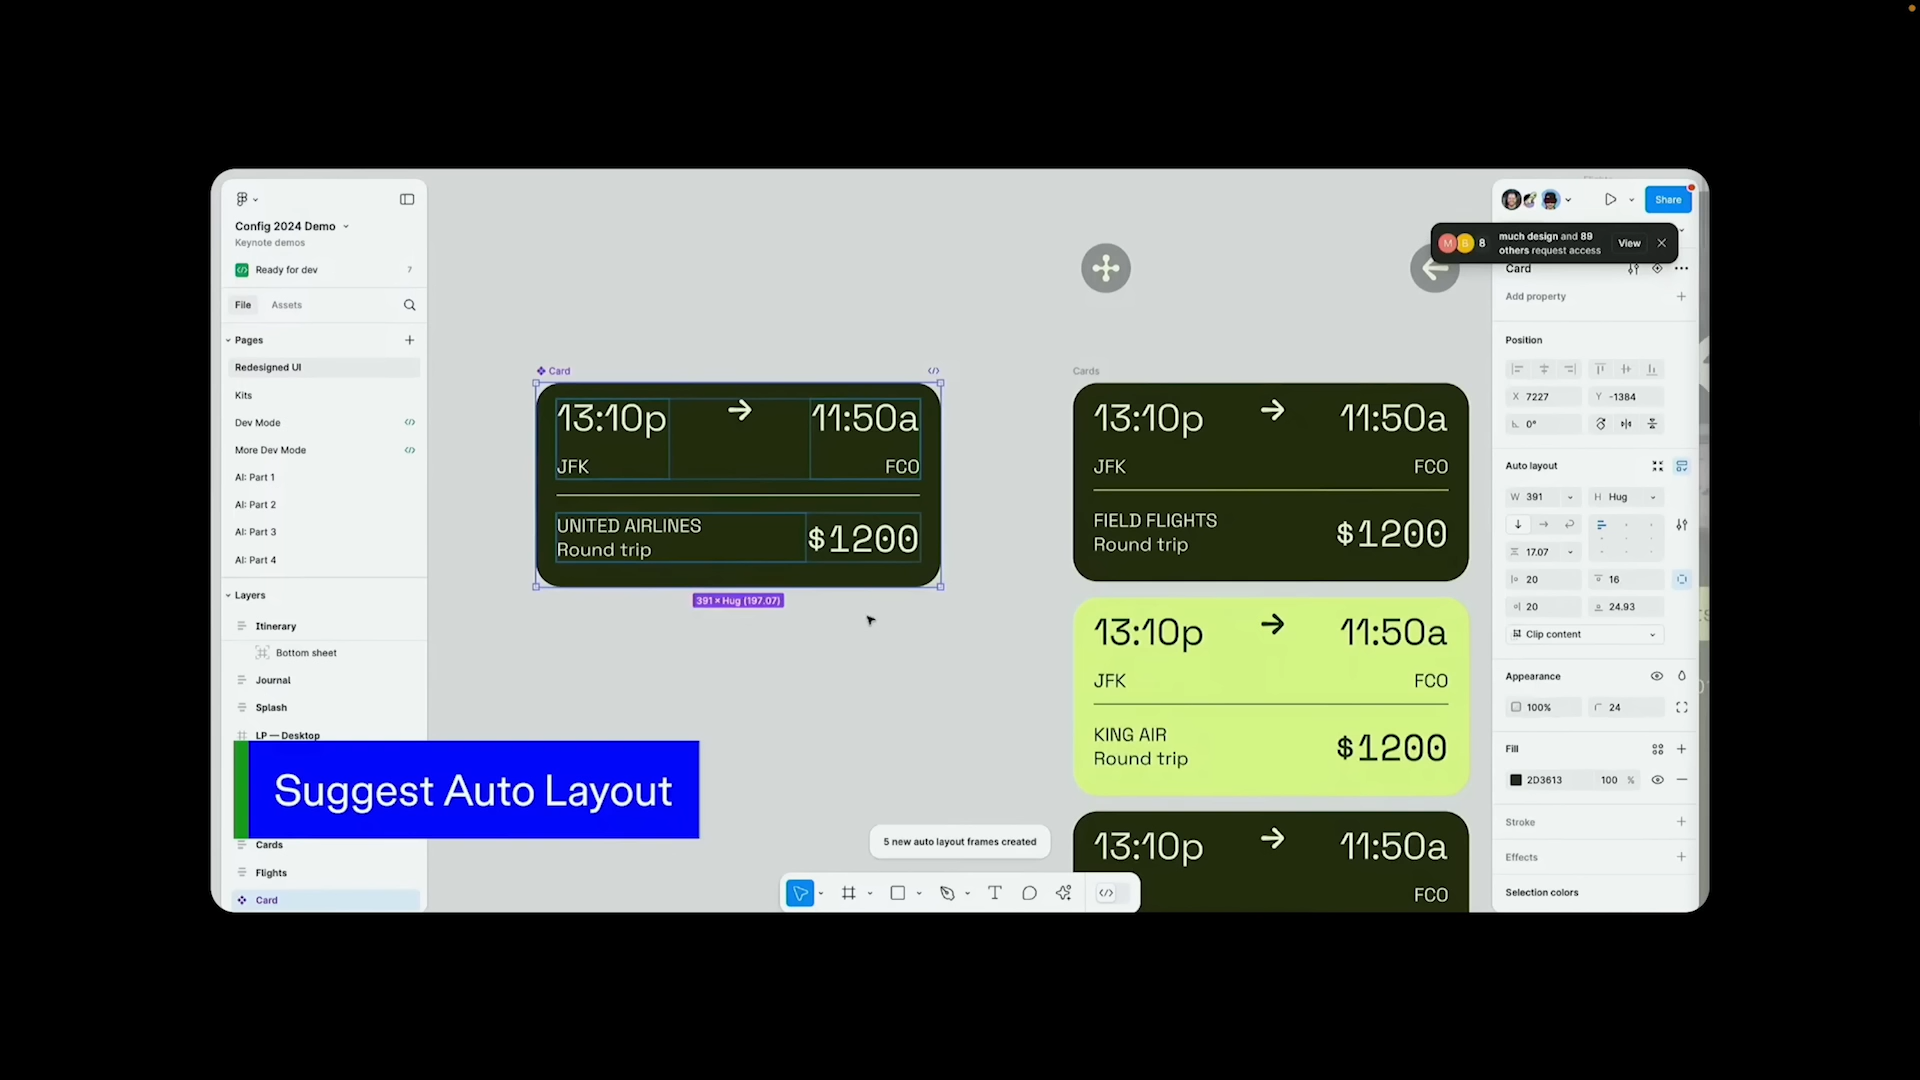 Config 2024 Demo
Keynote demos
Ready for dev 7
File Assets
Pages
Redesigned UI
Kits
Dev Mode
More Dev Mode
AI: Part 1
AI: Part 2
AI: Part 3
AI: Part 4
Layers
Itinerary
Bottom sheet
Journal
Splash
LP — Desktop
Suggest Auto Layout
Cards
Flights
Card
Card
13:10p 11:50a
JFK FCO
UNITED AIRLINES
Round trip
$1200
391 × Hug (197.07)
Cards
13:10p 11:50a
JFK FCO
FIELD FLIGHTS
Round trip
$1200
13:10p 11:50a
JFK FCO
KING AIR
Round trip
$1200
13:10p 11:50a
FCO
5 new auto layout frames created
Share
M B 8 much design and 89
others request access
View
Card
Add property
Position
X 7227 Y -1384
0°
Auto layout
W 391 H Hug
17.07
20 16
20 24.93
Clip content
Appearance
100% 24
Fill
2D3613 100 %
Stroke
Effects
Selection colors